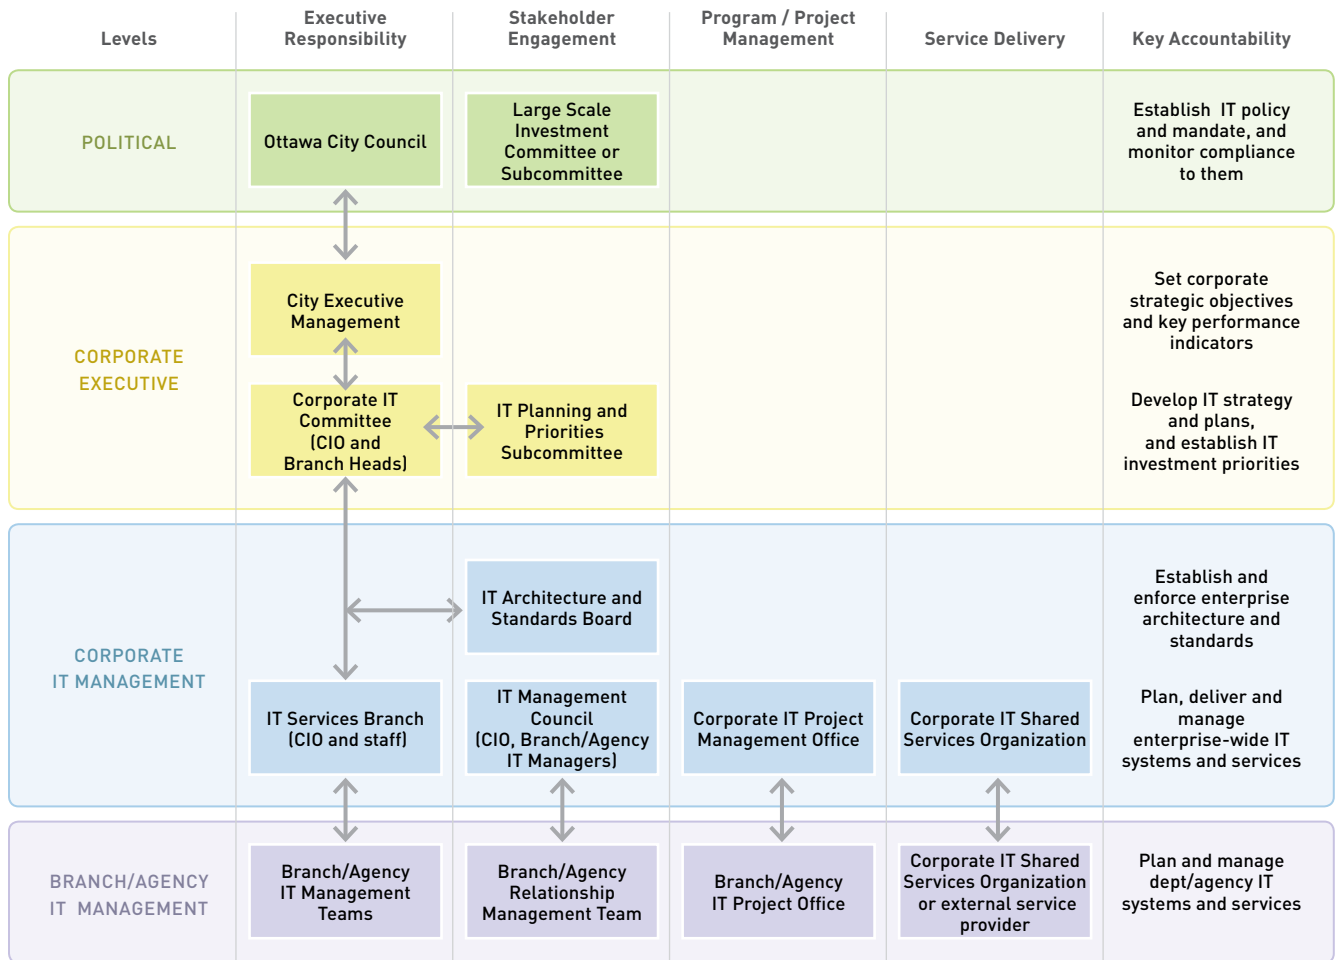 Levels
Executive
Responsibility
Stakeholder
Engagement
Program / Project
Management
Service Delivery
Key Accountability
POLITICAL
Ottawa City Council
Large Scale
Investment
Committee or
Subcommittee
Establish IT policy
and mandate, and
monitor compliance
to them
CORPORATE
EXECUTIVE
City Executive
Management
Set corporate
strategic objectives
and key performance
indicators
Corporate IT
Committee
(CIO and
Branch Heads)
IT Planning and
Priorities
Subcommittee
Develop IT strategy
and plans,
and establish IT
investment priorities
CORPORATE
IT MANAGEMENT
IT Architecture and
Standards Board
Establish and
enforce enterprise
architecture and
standards
IT Services Branch
(CIO and staff)
IT Management
Council
(CIO, Branch/Agency
IT Managers)
Corporate IT Project
Management Office
Corporate IT Shared
Services Organization
Plan, deliver and
manage
enterprise-wide IT
systems and services
BRANCH/AGENCY
IT MANAGEMENT
Branch/Agency
IT Management
Teams
Branch/Agency
Relationship
Management Team
Branch/Agency
IT Project Office
Corporate IT Shared
Services Organization
or external service
provider
Plan and manage
dept/agency IT
systems and services